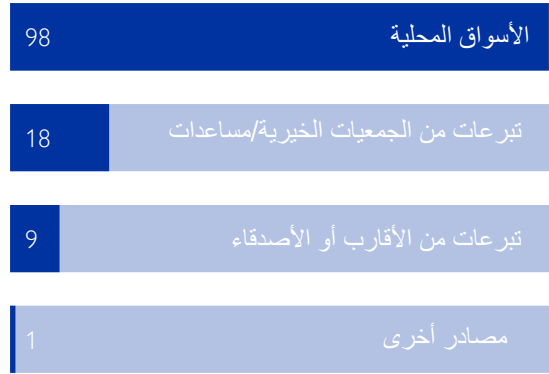 الأسواق المحلية 98
تبرعات من الجمعيات الخيرية/مساعدات 18
تبرعات من الأقارب أو الأصدقاء 9
مصادر أخرى 1